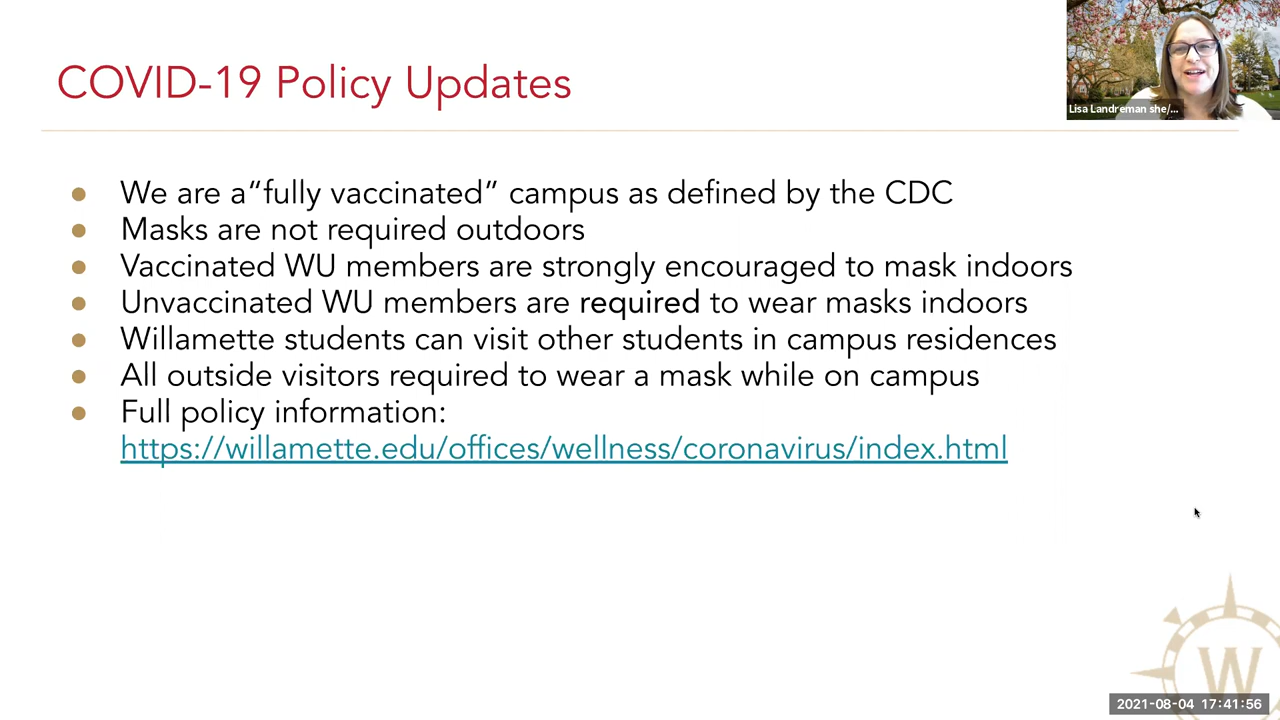 COVID-19 Policy Updates
Lisa Landreman she/...
● We are a“fully vaccinated” campus as defined by the CDC
● Masks are not required outdoors
● Vaccinated WU members are strongly encouraged to mask indoors
● Unvaccinated WU members are required to wear masks indoors
● Willamette students can visit other students in campus residences
● All outside visitors required to wear a mask while on campus
● Full policy information:
https://willamette.edu/offices/wellness/coronavirus/index.html
W
2021-08-04 17:41:56